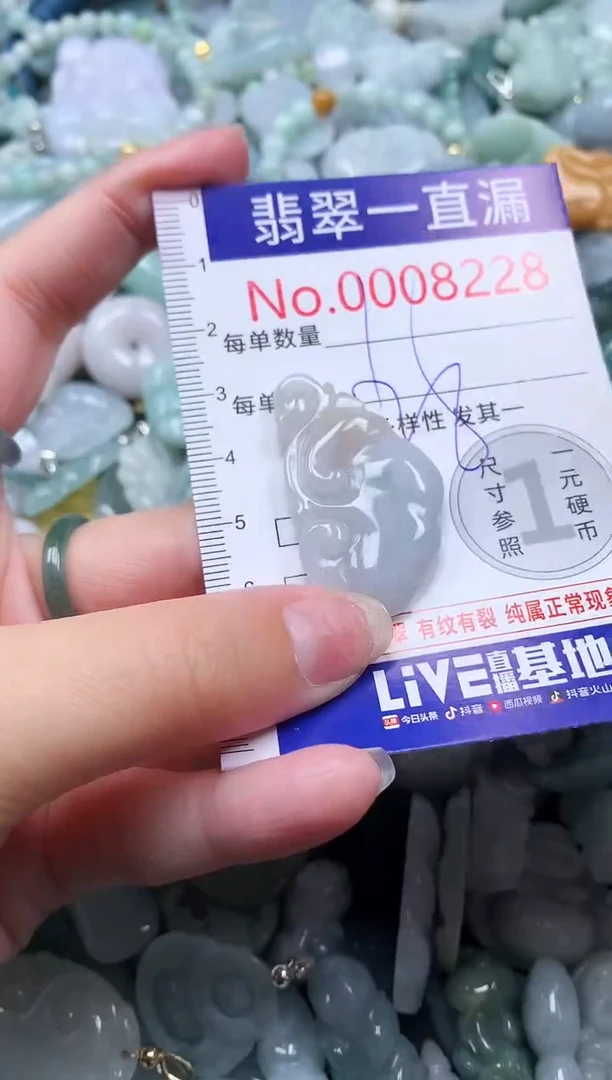 0
翡翠一直漏
1
No.0008228
2
每单数量
3
每单
样性 发其一
4
1
一元硬币
尺寸参照
5
有纹有裂 纯属正常现象
LiVE直播基地
今日头条 抖音 西瓜视频 抖音火山